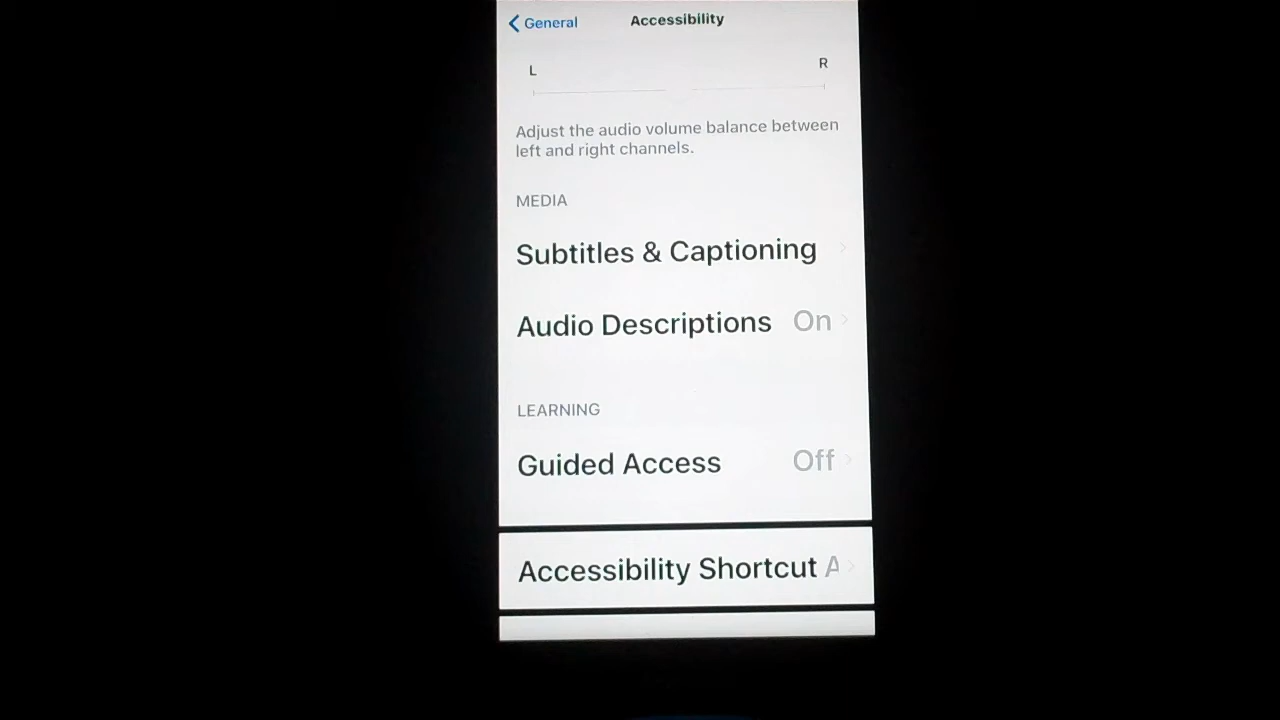 General
Accessibility
L
R
Adjust the audio volume balance between
left and right channels.
MEDIA
Subtitles & Captioning
Audio Descriptions On
LEARNING
Guided Access Off
Accessibility Shortcut A